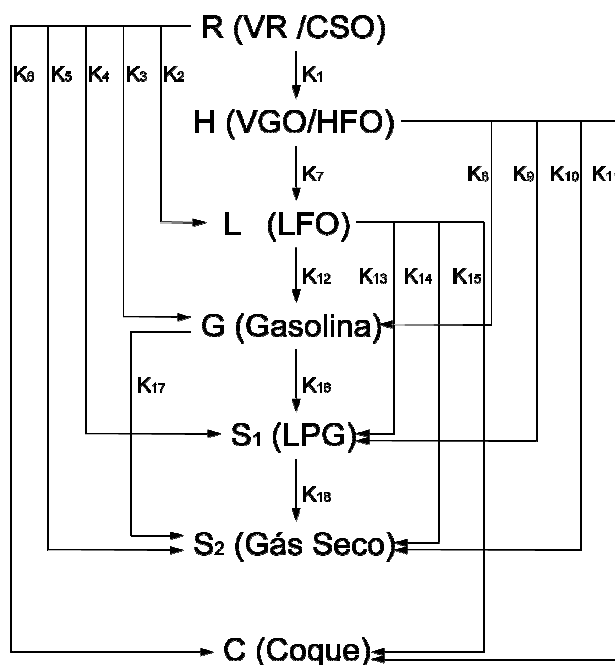 R (VR /CSO)
K6 K5 K4 K3 K2 K1
H (VGO/HFO)
K7 K8 K9 K10 K11
L (LFO)
K12 K13 K14 K15
G (Gasolina)
K17 K16
S1 (LPG)
K18
S2 (Gás Seco)
C (Coque)